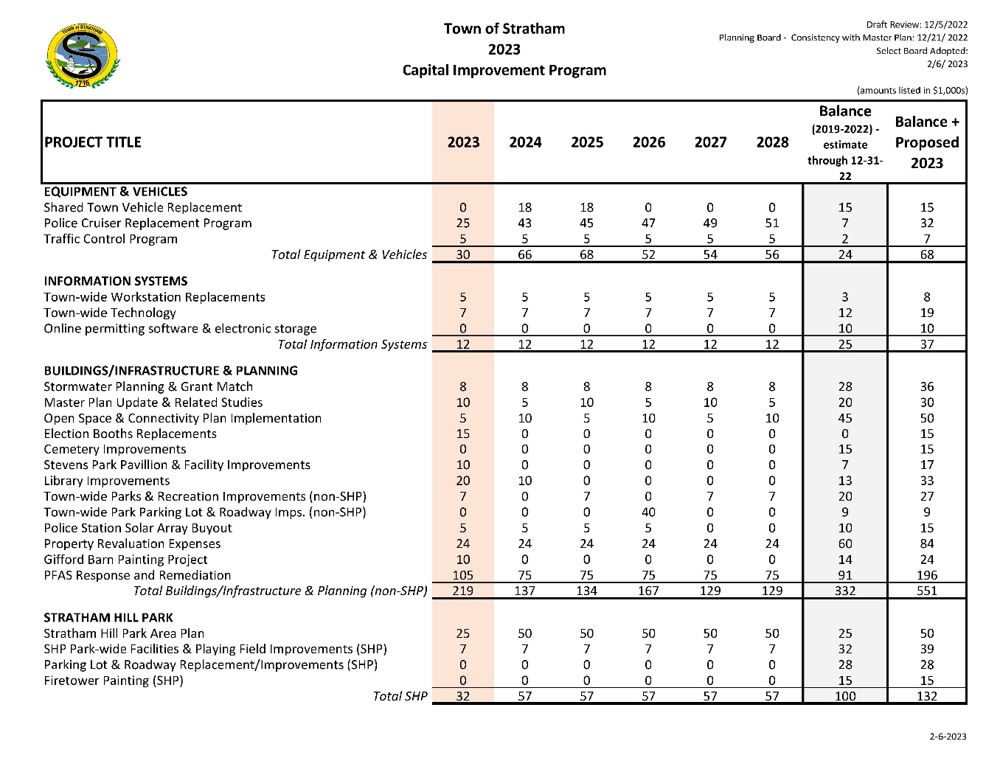 TOWN of STRATHAM
1716
Town of Stratham
2023
Capital Improvement Program
Draft Review: 12/5/2022
Planning Board -  Consistency with Master Plan: 12/21/ 2022
Select Board Adopted:
2/6/ 2023
(amounts listed in $1,000s)
PROJECT TITLE 2023 2024 2025 2026 2027 2028 Balance (2019-2022) - estimate through 12-31-22 Balance + Proposed 2023
EQUIPMENT & VEHICLES
Shared Town Vehicle Replacement 0 18 18 0 0 0 15 15
Police Cruiser Replacement Program 25 43 45 47 49 51 7 32
Traffic Control Program 5 5 5 5 5 5 2 7
Total Equipment & Vehicles 30 66 68 52 54 56 24 68
INFORMATION SYSTEMS
Town-wide Workstation Replacements 5 5 5 5 5 5 3 8
Town-wide Technology 7 7 7 7 7 7 12 19
Online permitting software & electronic storage 0 0 0 0 0 0 10 10
Total Information Systems 12 12 12 12 12 12 25 37
BUILDINGS/INFRASTRUCTURE & PLANNING
Stormwater Planning & Grant Match 8 8 8 8 8 8 28 36
Master Plan Update & Related Studies 10 5 10 5 10 5 20 30
Open Space & Connectivity Plan Implementation 5 10 5 10 5 10 45 50
Election Booths Replacements 15 0 0 0 0 0 0 15
Cemetery Improvements 0 0 0 0 0 0 15 15
Stevens Park Pavillion & Facility Improvements 10 0 0 0 0 0 7 17
Library Improvements 20 10 0 0 0 0 13 33
Town-wide Parks & Recreation Improvements (non-SHP) 7 0 7 0 7 7 20 27
Town-wide Park Parking Lot & Roadway Imps. (non-SHP) 0 0 0 40 0 0 9 9
Police Station Solar Array Buyout 5 5 5 5 0 0 10 15
Property Revaluation Expenses 24 24 24 24 24 24 60 84
Gifford Barn Painting Project 10 0 0 0 0 0 14 24
PFAS Response and Remediation 105 75 75 75 75 75 91 196
Total Buildings/Infrastructure & Planning (non-SHP) 219 137 134 167 129 129 332 551
STRATHAM HILL PARK
Stratham Hill Park Area Plan 25 50 50 50 50 50 25 50
SHP Park-wide Facilities & Playing Field Improvements (SHP) 7 7 7 7 7 7 32 39
Parking Lot & Roadway Replacement/Improvements (SHP) 0 0 0 0 0 0 28 28
Firetower Painting (SHP) 0 0 0 0 0 0 15 15
Total SHP 32 57 57 57 57 57 100 132
2-6-2023